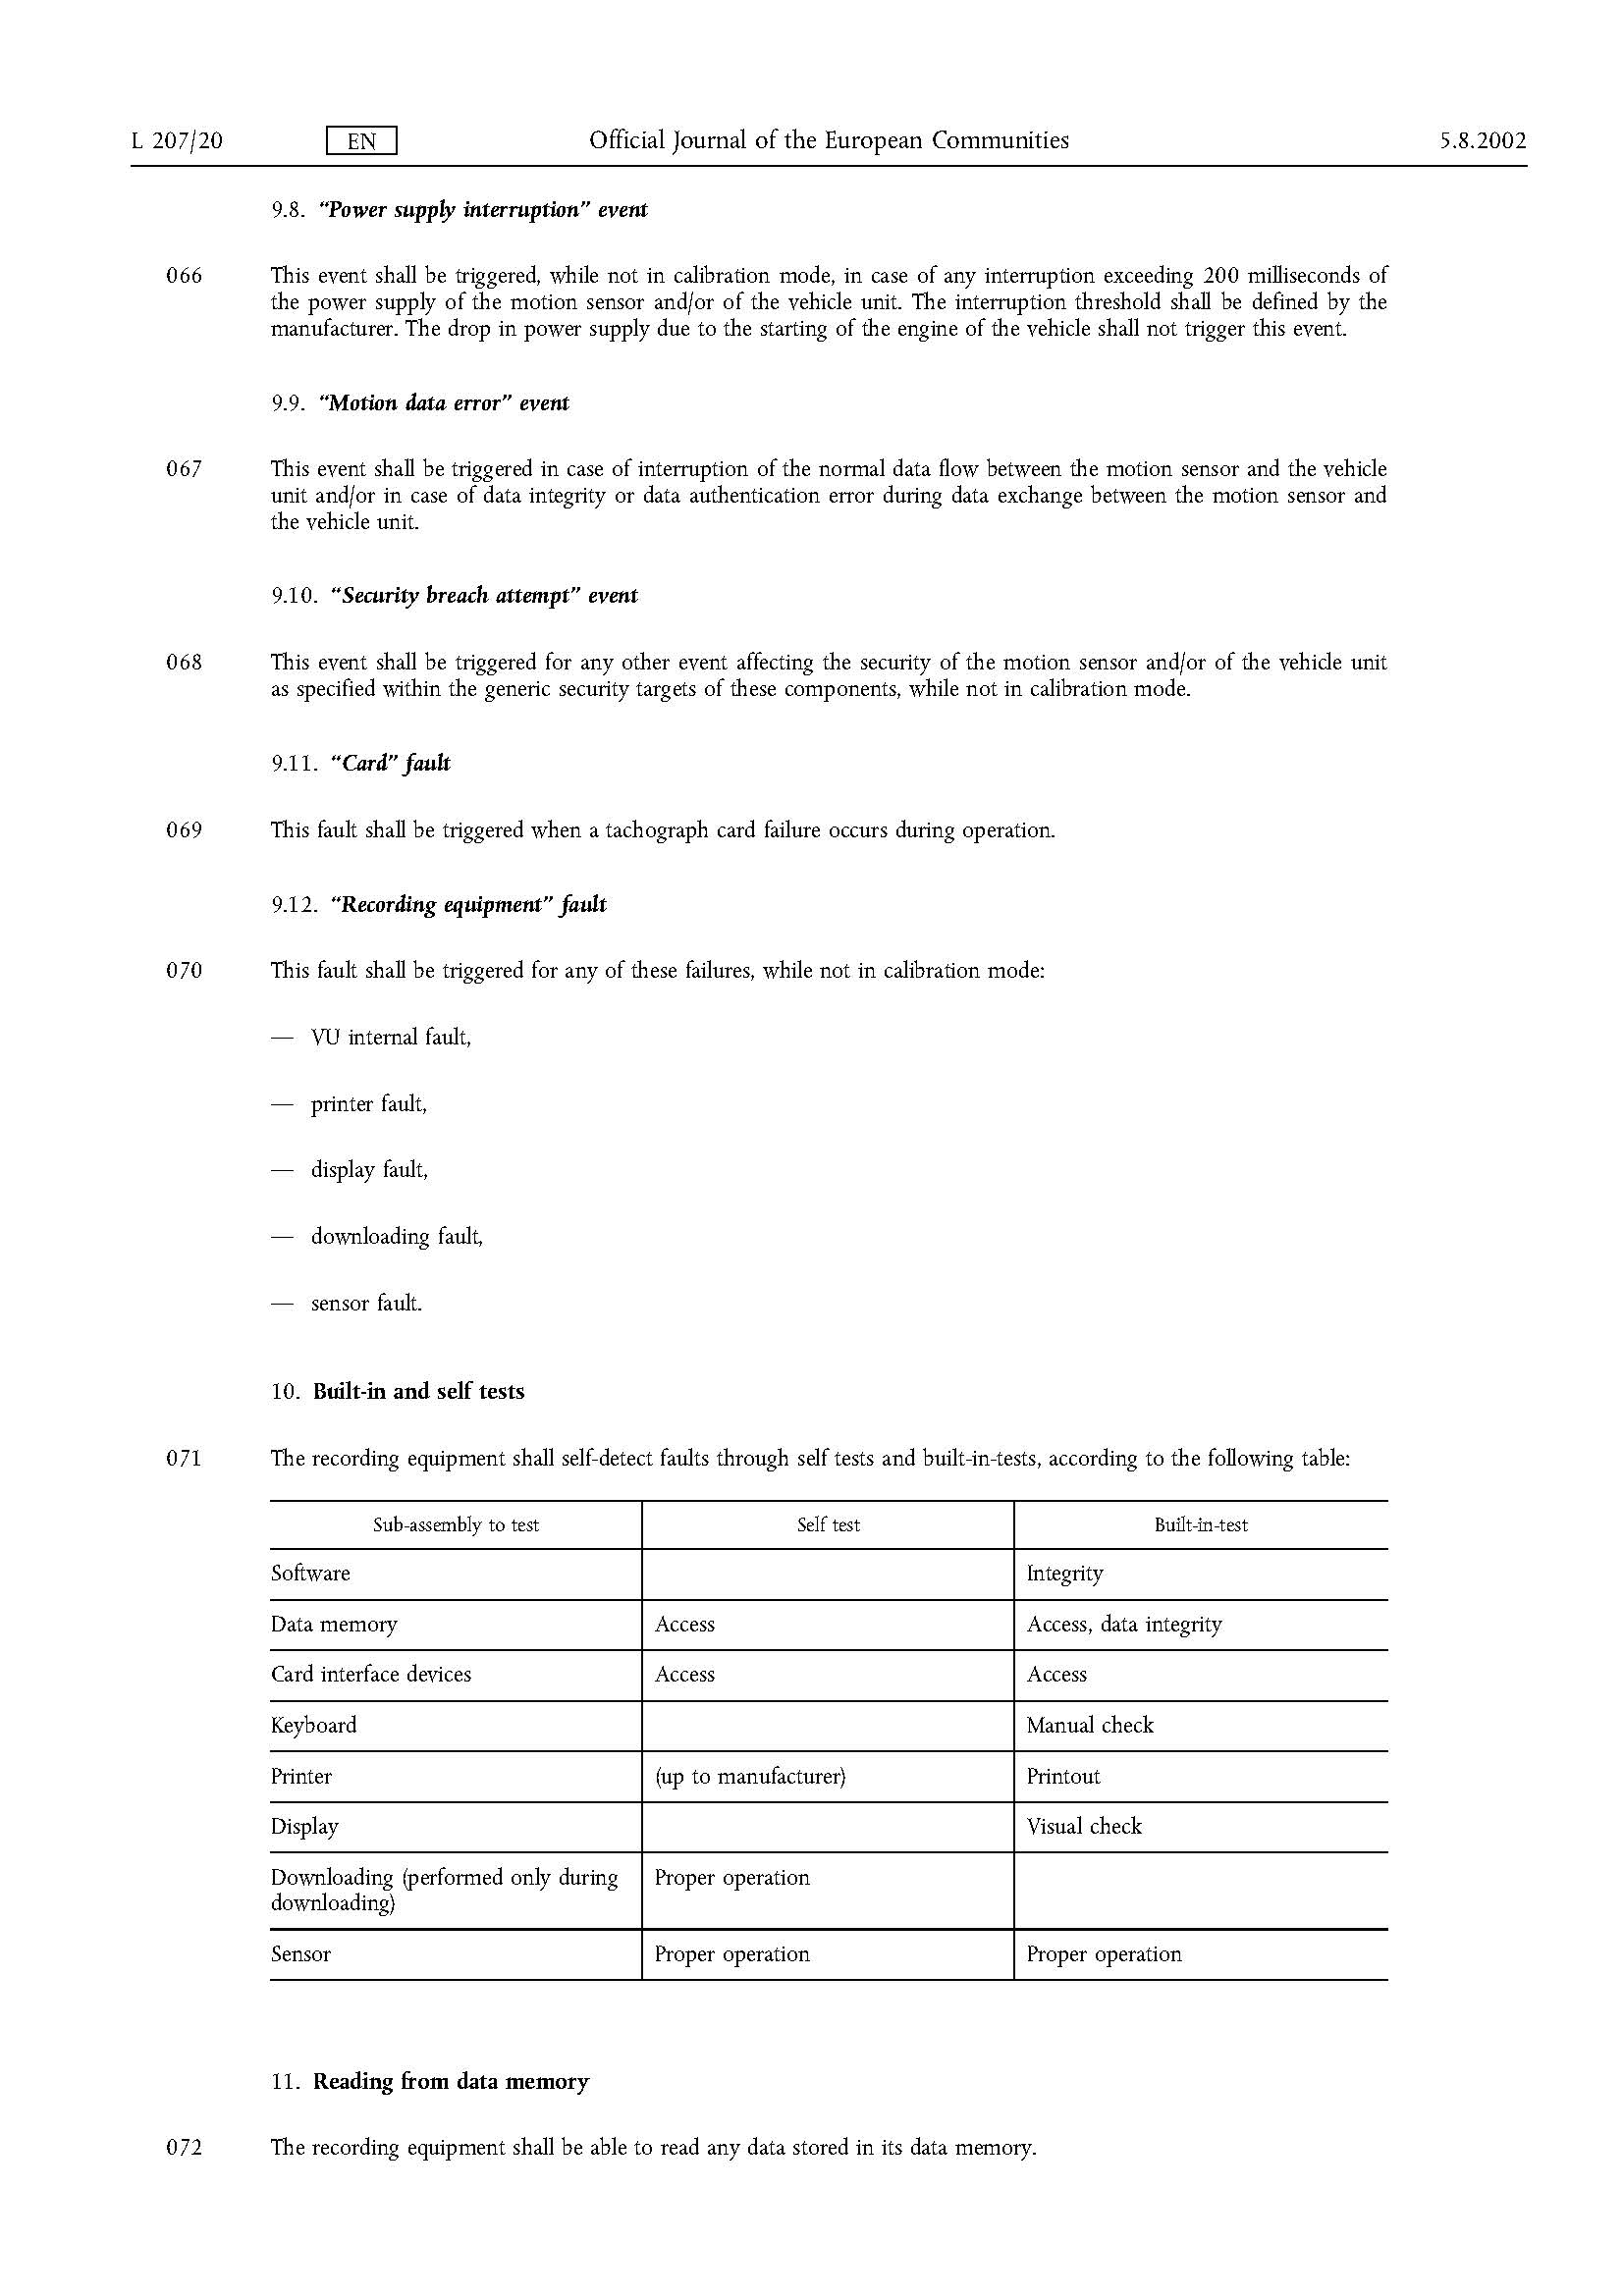 L 207/20 EN Official Journal of the European Communities 5.8.2002
9.8. “Power supply interruption” event
066 This event shall be triggered, while not in calibration mode, in case of any interruption exceeding 200 milliseconds of
the power supply of the motion sensor and/or of the vehicle unit. The interruption threshold shall be defined by the
manufacturer. The drop in power supply due to the starting of the engine of the vehicle shall not trigger this event.
9.9. “Motion data error” event
067 This event shall be triggered in case of interruption of the normal data flow between the motion sensor and the vehicle
unit and/or in case of data integrity or data authentication error during data exchange between the motion sensor and
the vehicle unit.
9.10. “Security breach attempt” event
068 This event shall be triggered for any other event affecting the security of the motion sensor and/or of the vehicle unit
as specified within the generic security targets of these components, while not in calibration mode.
9.11. “Card” fault
069 This fault shall be triggered when a tachograph card failure occurs during operation.
9.12. “Recording equipment” fault
070 This fault shall be triggered for any of these failures, while not in calibration mode:
— VU internal fault,
— printer fault,
— display fault,
— downloading fault,
— sensor fault.
10. Built-in and self tests
071 The recording equipment shall self-detect faults through self tests and built-in-tests, according to the following table:
Sub-assembly to test Self test Built-in-test
Software Integrity
Data memory Access Access, data integrity
Card interface devices Access Access
Keyboard Manual check
Printer (up to manufacturer) Printout
Display Visual check
Downloading (performed only during Proper operation
downloading)
Sensor Proper operation Proper operation
11. Reading from data memory
072 The recording equipment shall be able to read any data stored in its data memory.